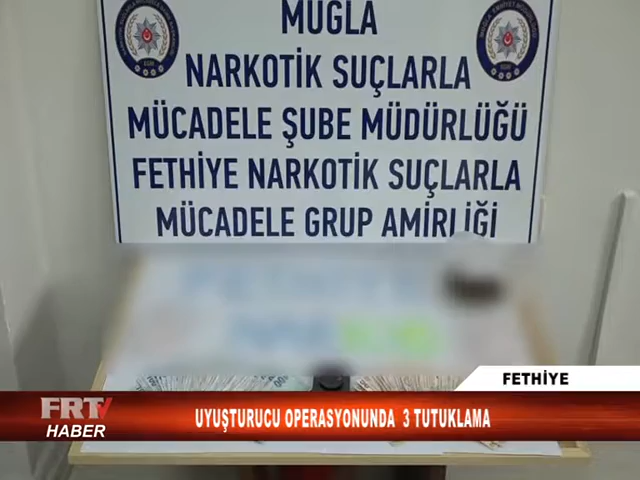 MUĞLA
NARKOTİK SUÇLARLA
MÜCADELE ŞUBE MÜDÜRLÜĞÜ
FETHİYE NARKOTİK SUÇLARLA
MÜCADELE GRUP AMİRLİĞİ
FETHİYE
FRTV
HABER
UYUŞTURUCU OPERASYONUNDA 3 TUTUKLAMA